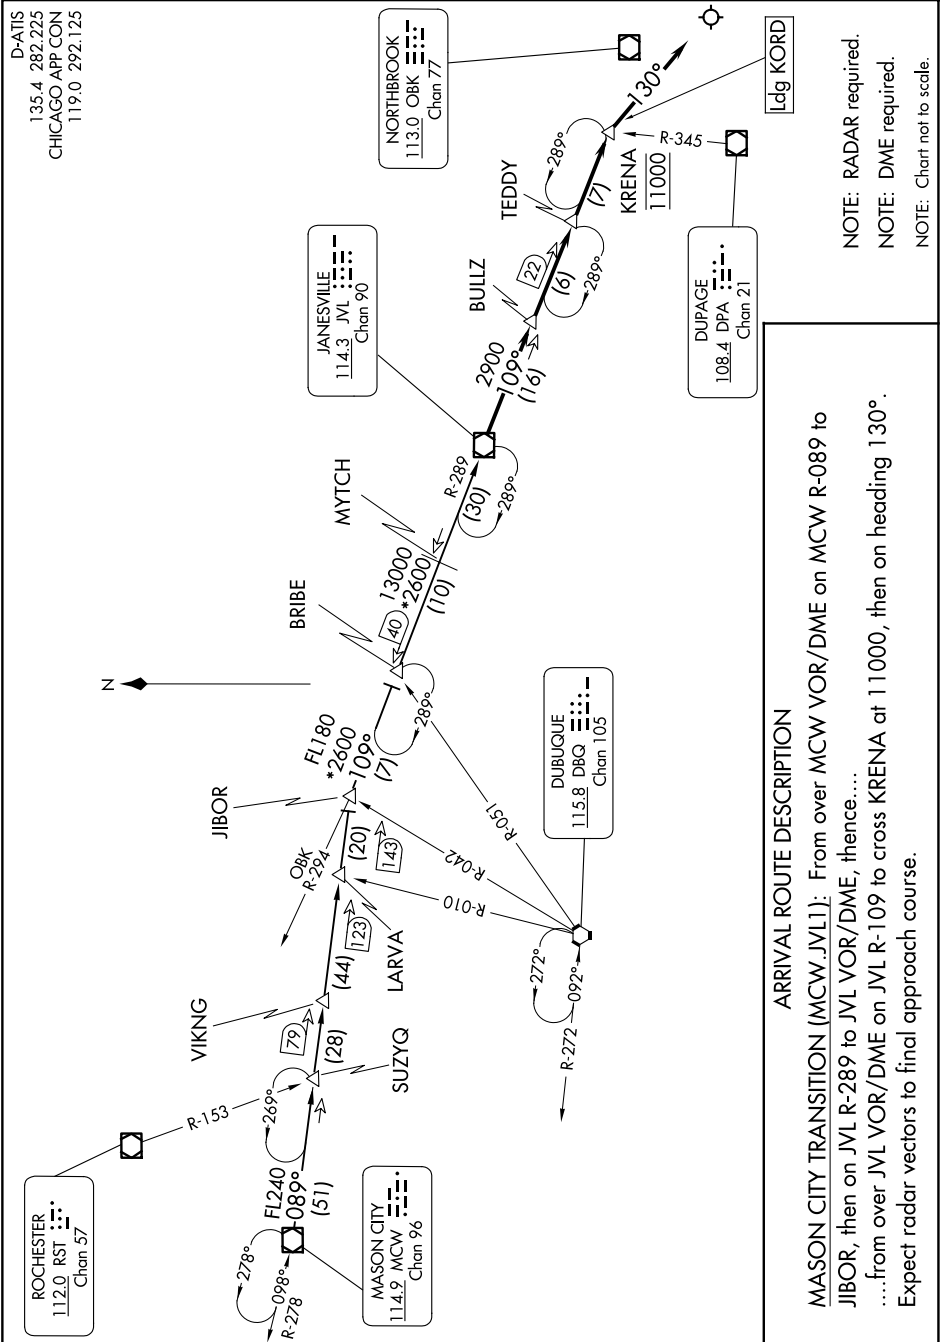 D-ATIS
135.4 282.225
CHICAGO APP CON
119.0 292.125
ROCHESTER
112.0 RST
Chan 57
R-153
MASON CITY
114.9 MCW
Chan 96
278°
098°
R-278
FL240
089°
(51)
269°
SUZYQ
(28)
79
VIKNG
(44)
123
LARVA
(20)
143
OBK
R-294
JIBOR
FL180
*2600
109°
(7)
289°
N
BRIBE
40
13000
*2600
(10)
MYTCH
(30)
R-289
289°
JANESVILLE
114.3 JVL
Chan 90
2900
109°
(16)
BULLZ
22
(6)
289°
TEDDY
(7)
289°
KRENA
11000
130°
Ldg KORD
NORTHBROOK
113.0 OBK
Chan 77
R-345
DUPAGE
108.4 DPA
Chan 21
DUBUQUE
115.8 DBQ
Chan 105
R-010
R-042
R-051
272°
092°
R-272
NOTE: RADAR required.
NOTE: DME required.
NOTE: Chart not to scale.
ARRIVAL ROUTE DESCRIPTION
MASON CITY TRANSITION (MCW.JVL1): From over MCW VOR/DME on MCW R-089 to
JIBOR, then on JVL R-289 to JVL VOR/DME, thence....
....from over JVL VOR/DME on JVL R-109 to cross KRENA at 11000, then on heading 130°.
Expect radar vectors to final approach course.